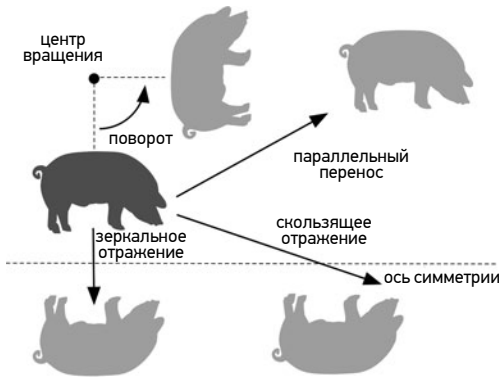 центр
вращения
поворот
параллельный
перенос
скользящее
отражение
зеркальное
отражение
ось симметрии